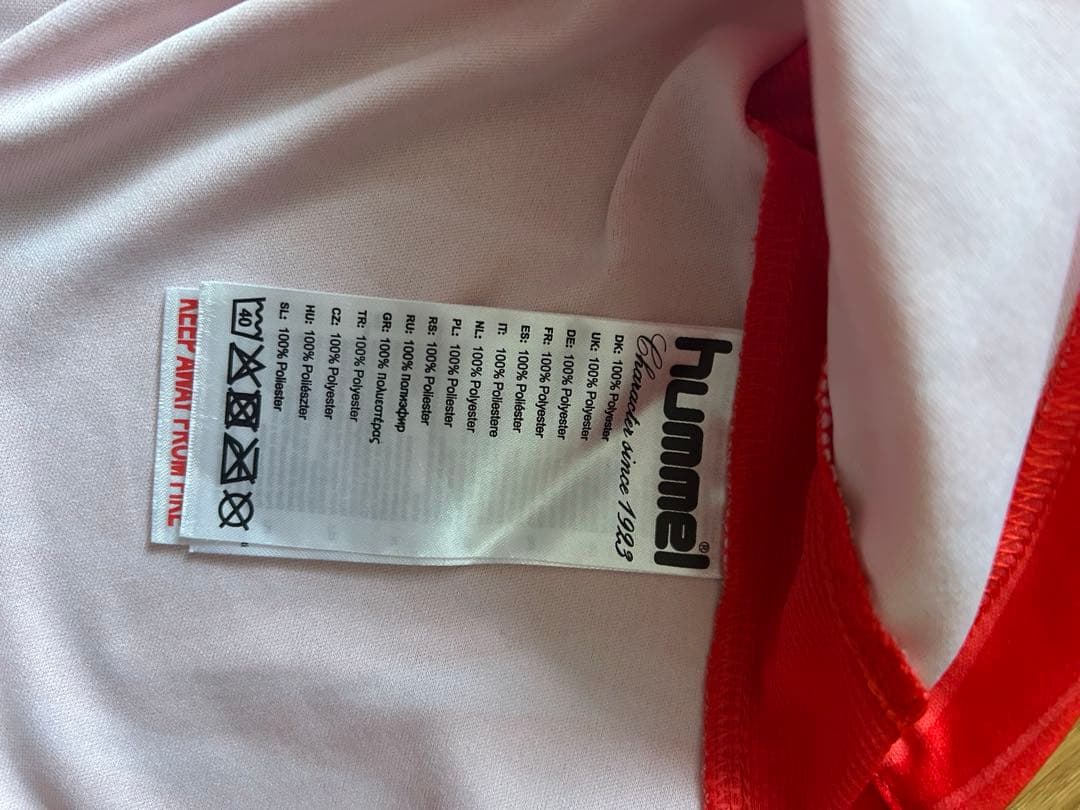 hummel®
Character since 1923
DK: 100% Polyester
UK: 100% Polyester
DE: 100% Polyester
FR: 100% Polyester
ES: 100% Poliéster
IT: 100% Poliestere
NL: 100% Polyester
PL: 100% Poliester
RS: 100% Poliester
RU: 100% полиэфир
GR: 100% πολυεστέρας
TR: 100% Polyester
CZ: 100% Polyester
HU: 100% Poliészter
SL: 100% Poliester
40
KEEP AWAY FROM FIRE